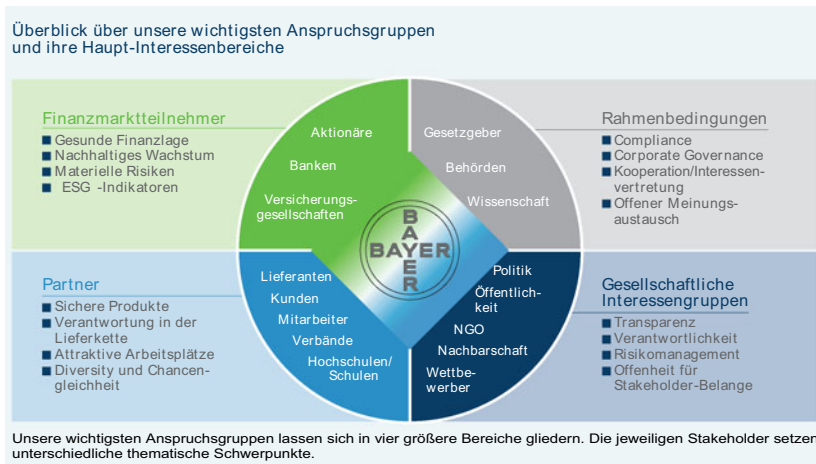 Überblick über unsere wichtigsten Anspruchsgruppen
und ihre Haupt-Interessenbereiche
Finanzmarktteilnehmer
Gesunde Finanzlage
Nachhaltiges Wachstum
Materielle Risiken
ESG -Indikatoren
Aktionäre
Banken
Versicherungs-
gesellschaften
Gesetzgeber
Behörden
Wissenschaft
Rahmenbedingungen
Compliance
Corporate Governance
Kooperation/Interessen-
vertretung
Offener Meinungs-
austausch
BAYER
BAYER
Partner
Sichere Produkte
Verantwortung in der
Lieferkette
Attraktive Arbeitsplätze
Diversity und Chancen-
gleichheit
Lieferanten
Kunden
Mitarbeiter
Verbände
Hochschulen/
Schulen
Politik
Öffentlich-
keit
NGO
Nachbarschaft
Wettbe-
werber
Gesellschaftliche
Interessengruppen
Transparenz
Verantwortlichkeit
Risikomanagement
Offenheit für
Stakeholder-Belange
Unsere wichtigsten Anspruchsgruppen lassen sich in vier größere Bereiche gliedern. Die jeweiligen Stakeholder setzen
unterschiedliche thematische Schwerpunkte.